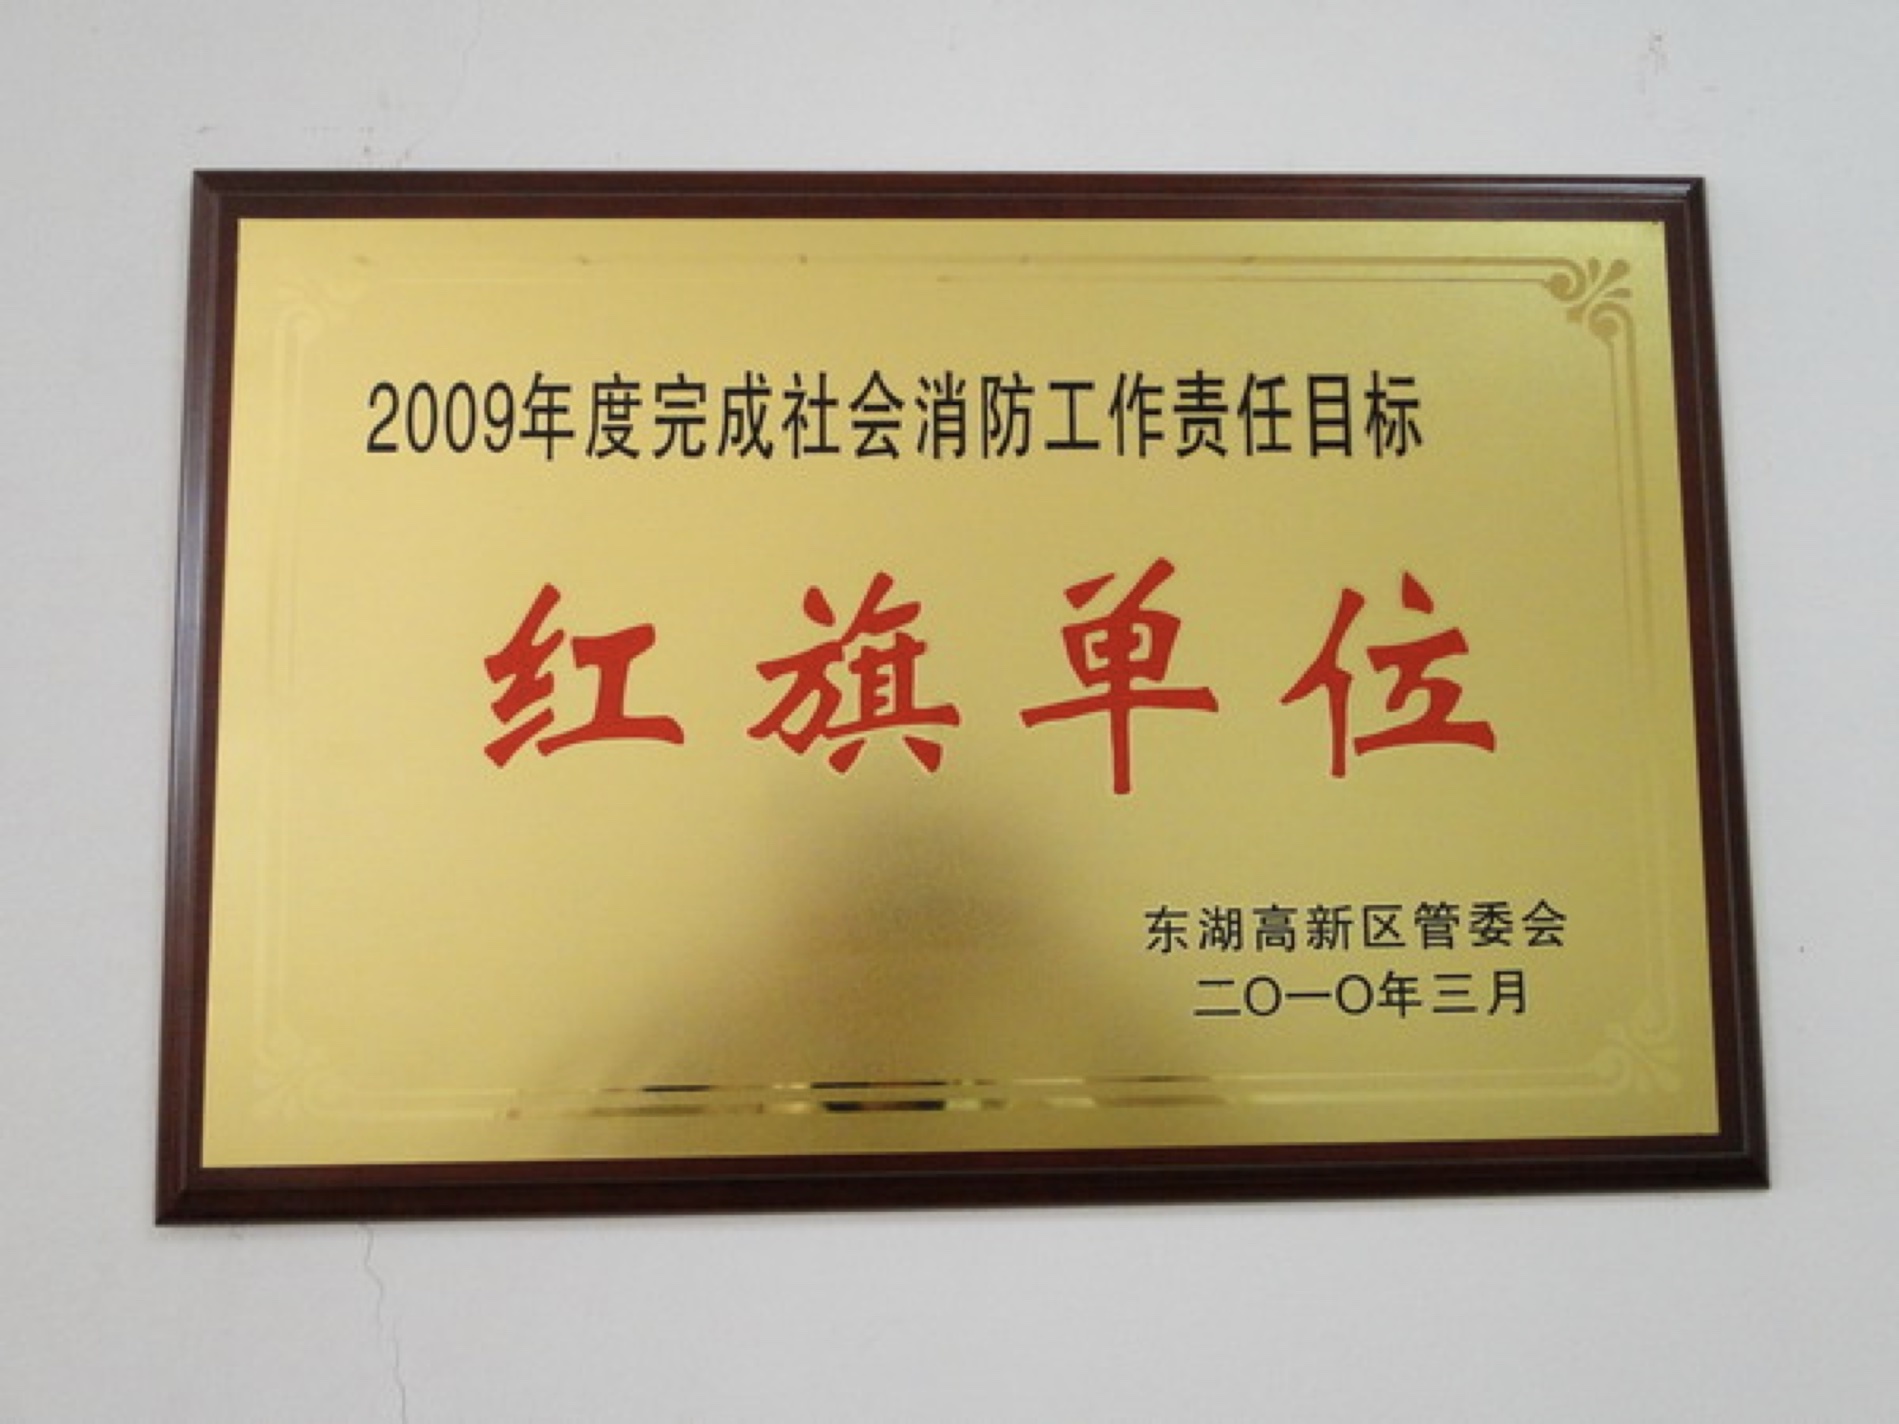 2009年度完成社会消防工作责任目标
红旗单位
东湖高新区管委会
二〇一〇年三月